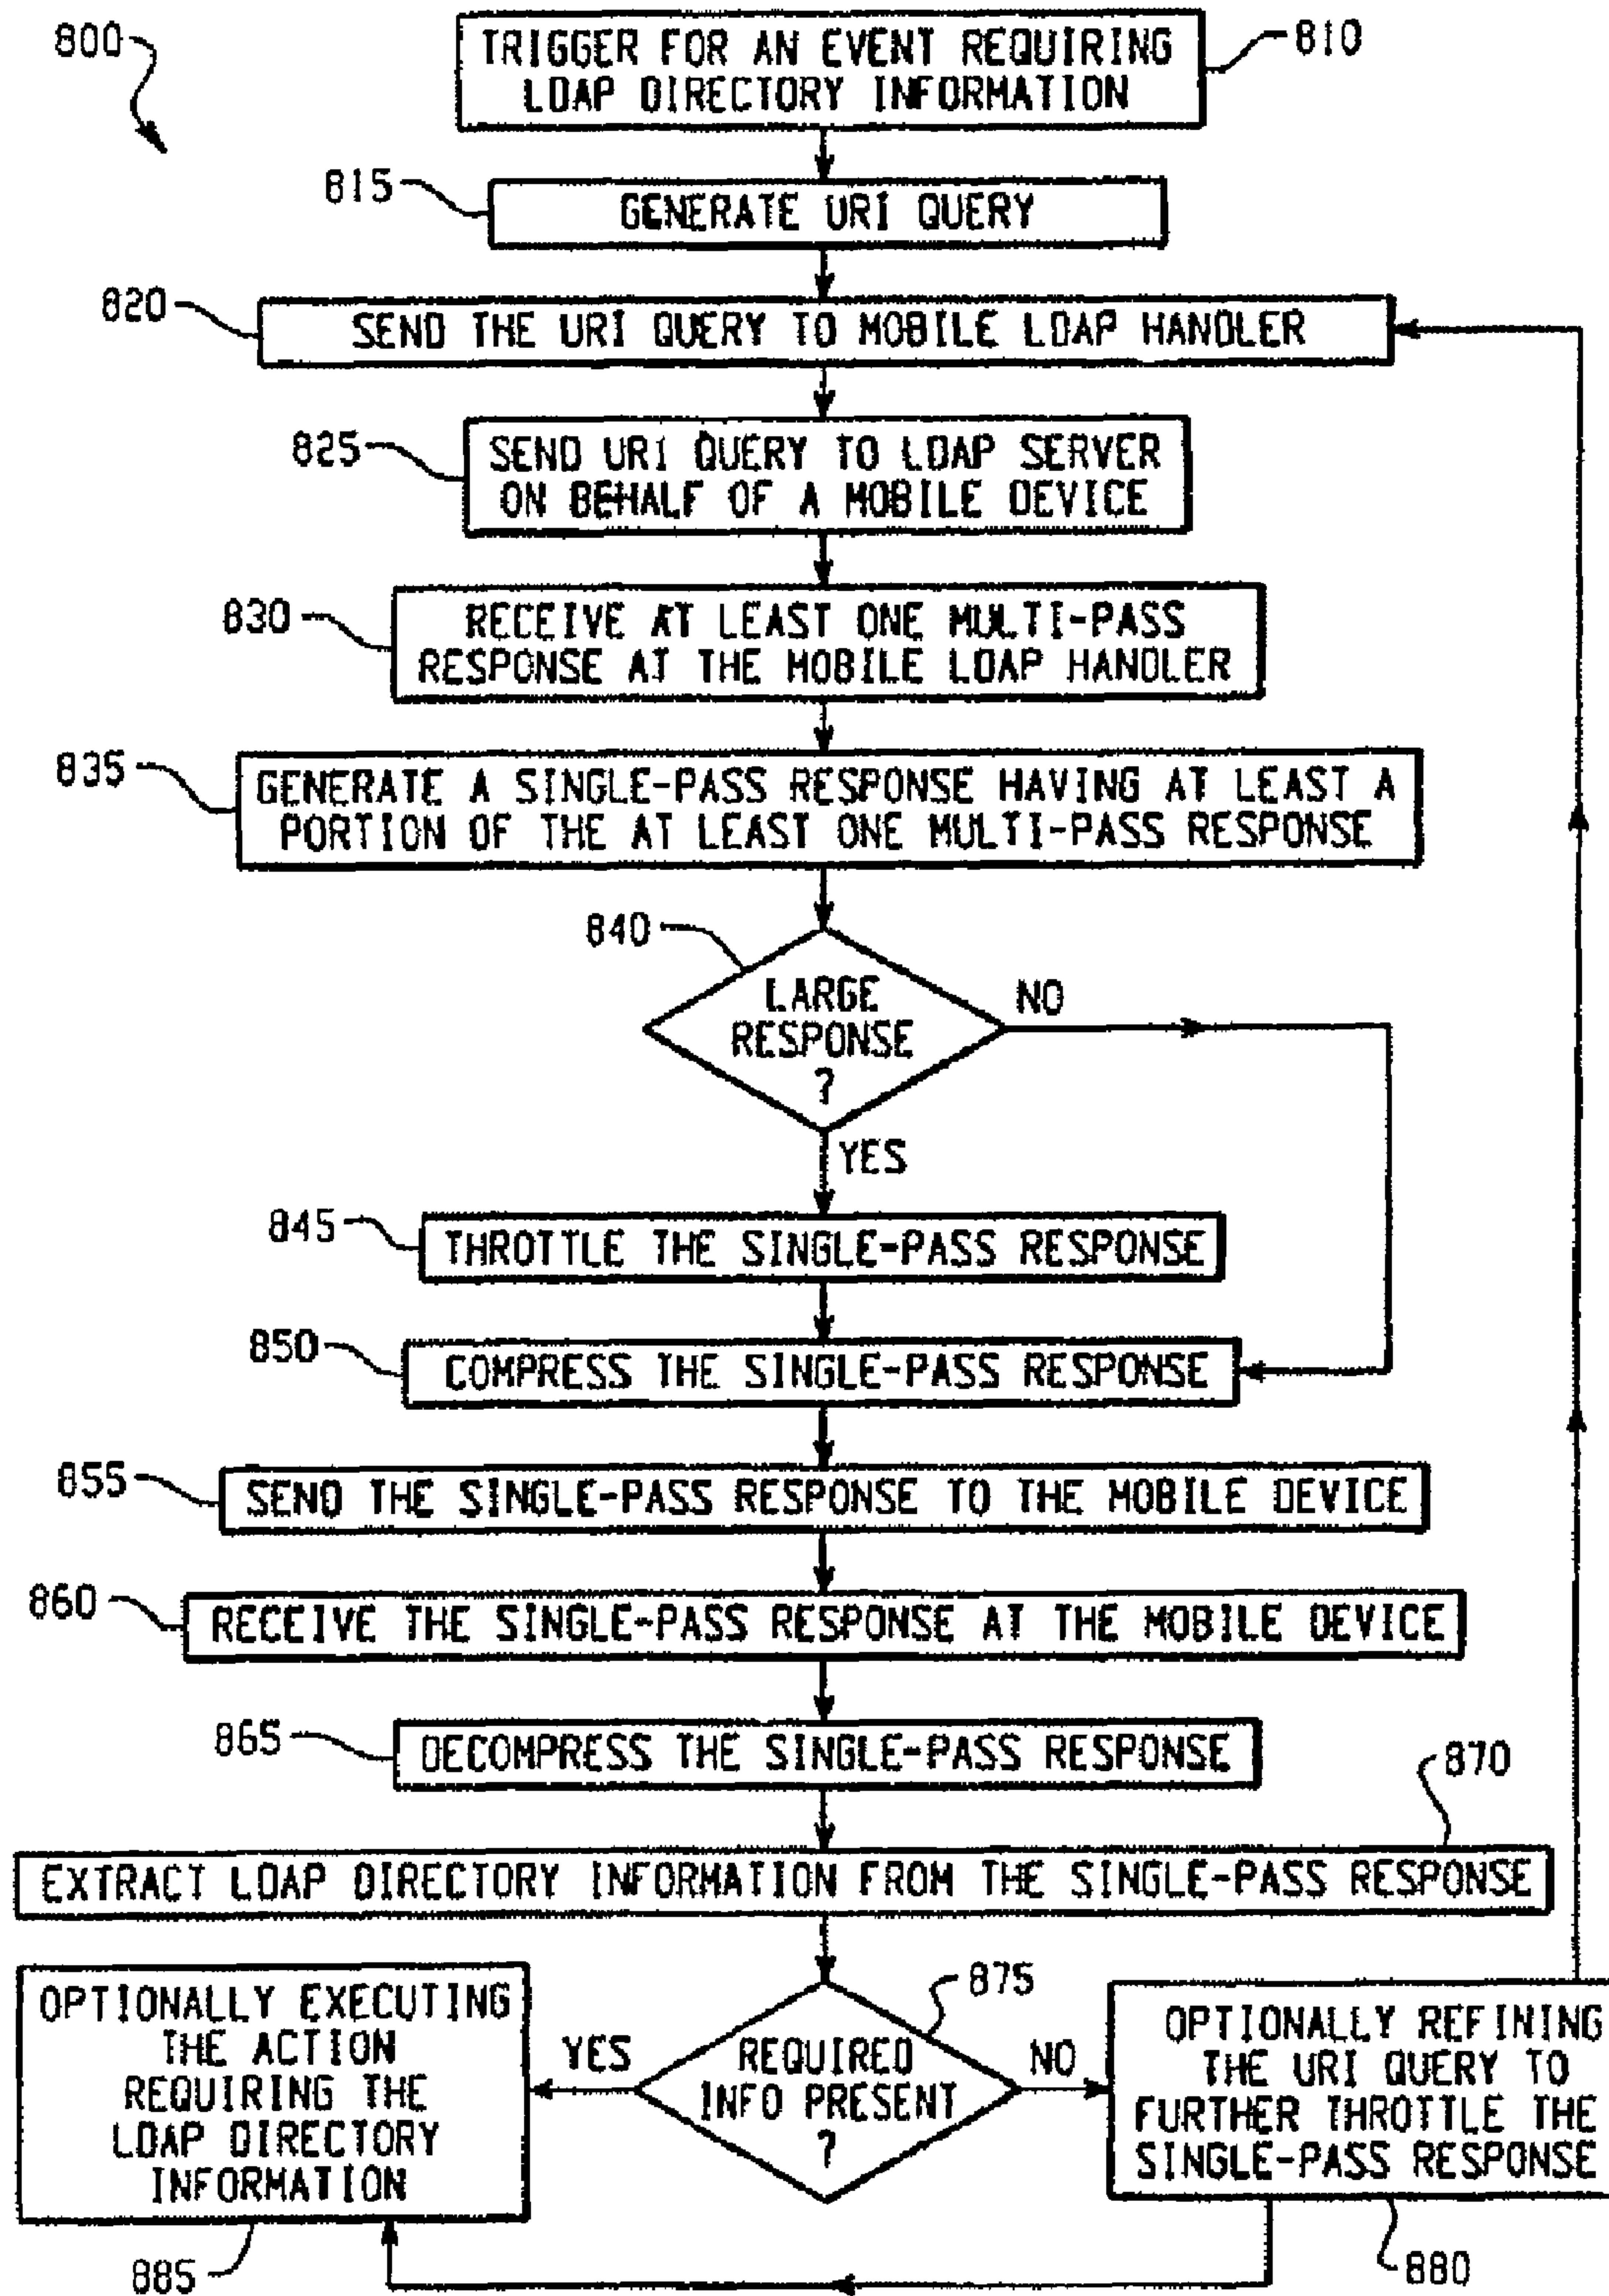 800
TRIGGER FOR AN EVENT REQUIRING
LDAP DIRECTORY INFORMATION
810
815
GENERATE URI QUERY
820
SEND THE URI QUERY TO MOBILE LDAP HANDLER
825
SEND URI QUERY TO LDAP SERVER
ON BEHALF OF A MOBILE DEVICE
830
RECEIVE AT LEAST ONE MULTI-PASS
RESPONSE AT THE MOBILE LDAP HANDLER
835
GENERATE A SINGLE-PASS RESPONSE HAVING AT LEAST A
PORTION OF THE AT LEAST ONE MULTI-PASS RESPONSE
840
LARGE
RESPONSE
?
NO
YES
845
THROTTLE THE SINGLE-PASS RESPONSE
850
COMPRESS THE SINGLE-PASS RESPONSE
855
SEND THE SINGLE-PASS RESPONSE TO THE MOBILE DEVICE
860
RECEIVE THE SINGLE-PASS RESPONSE AT THE MOBILE DEVICE
865
DECOMPRESS THE SINGLE-PASS RESPONSE
870
EXTRACT LDAP DIRECTORY INFORMATION FROM THE SINGLE-PASS RESPONSE
875
REQUIRED
INFO PRESENT
?
YES
NO
OPTIONALLY EXECUTING
THE ACTION
REQUIRING THE
LDAP DIRECTORY
INFORMATION
885
OPTIONALLY REFINING
THE URI QUERY TO
FURTHER THROTTLE THE
SINGLE-PASS RESPONSE
880